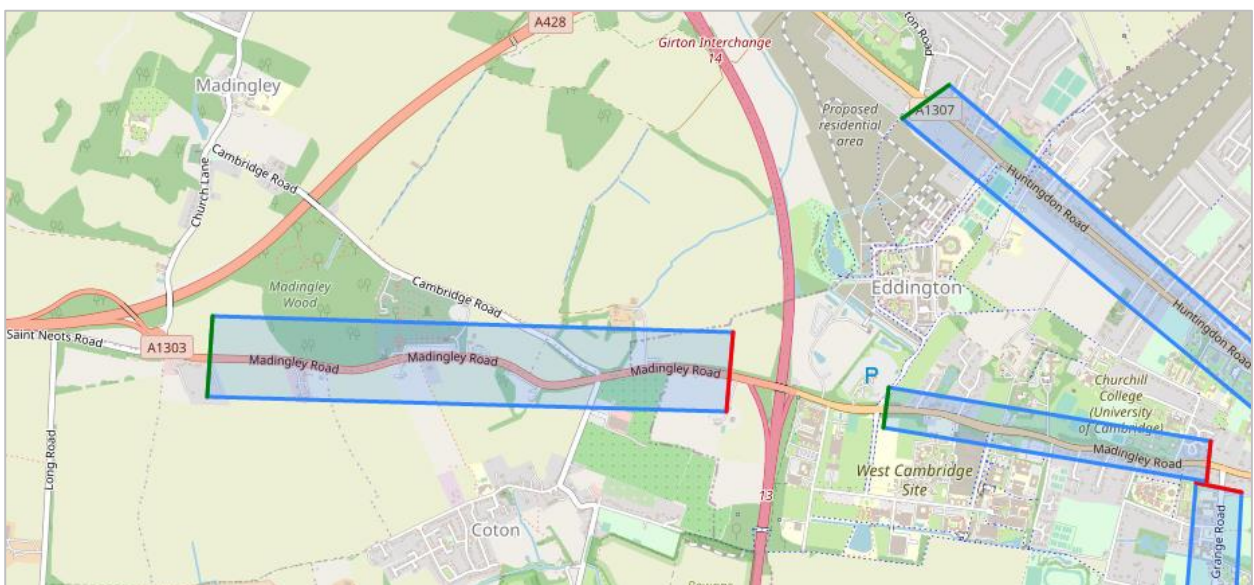 A428
Girton Interchange
14
ton Road
Madingley
A1307
Proposed
residential
area
Cambridge Road
Church Lane
Huntingdon Road
Madingley
Wood
Cambridge Road
Eddington
Huntingdon Road
Saint Neots Road
A1303
Madingley Road
Madingley Road
Madingley Road
P
Churchill
College
(University
of Cambridge)
Madingley Road
Long Road
West Cambridge
Site
13
Coton
Grange Road